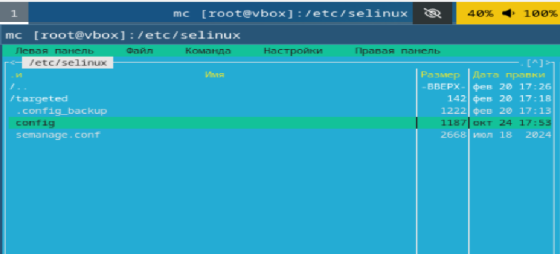 1 mc [root@vbox]:/etc/selinux 40% 100%
mc [root@vbox]:/etc/selinux
Левая панель Файл Команда Настройки Правая панель
<- /etc/selinux .[^]>
.и Имя Размер Дата правки
/.. -ВВЕРХ- фев 20 17:26
/targeted 142 фев 20 17:18
.config_backup 1222 фев 20 17:13
config 1187 окт 24 17:53
semanage.conf 2668 июл 18 2024